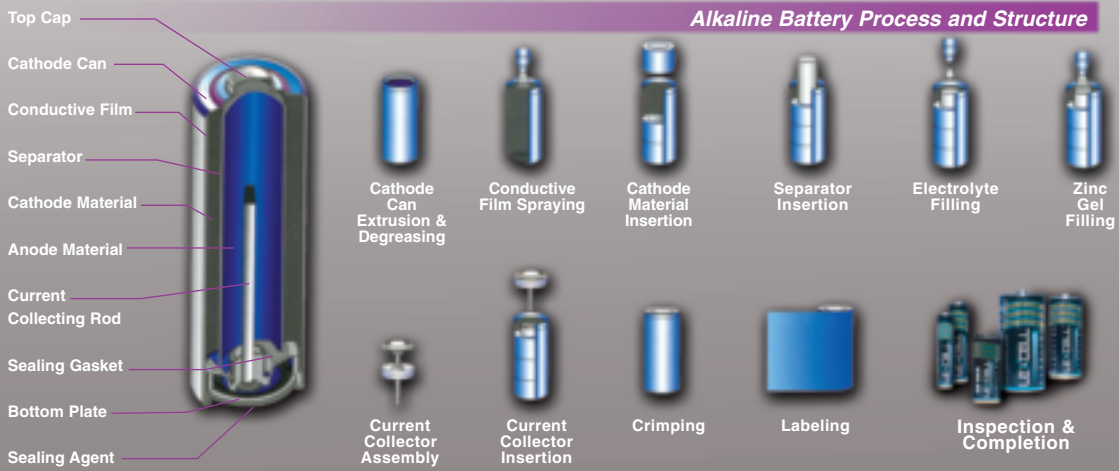 Alkaline Battery Process and Structure
Top Cap
Cathode Can
Conductive Film
Separator
Cathode Material
Anode Material
Current
Collecting Rod
Sealing Gasket
Bottom Plate
Sealing Agent
Cathode
Can
Extrusion &
Degreasing
Conductive
Film Spraying
Cathode
Material
Insertion
Separator
Insertion
Electrolyte
Filling
Zinc
Gel
Filling
Current
Collector
Assembly
Current
Collector
Insertion
Crimping
Labeling
Inspection &
Completion